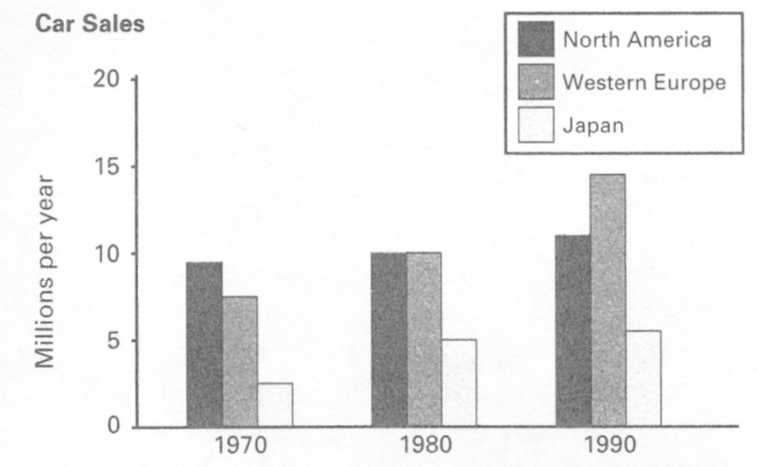 Car Sales
North America
Western Europe
Japan
Millions per year
20
15
10
5
0
1970
1980
1990